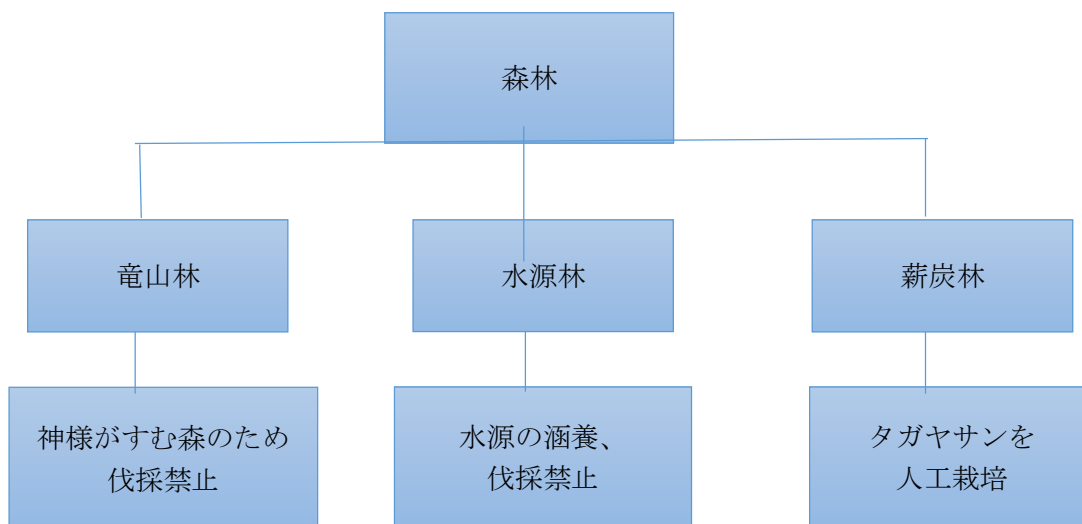 森林
竜山林
水源林
薪炭林
神様がすむ森のため
伐採禁止
水源の涵養、
伐採禁止
タガヤサンを
人工栽培